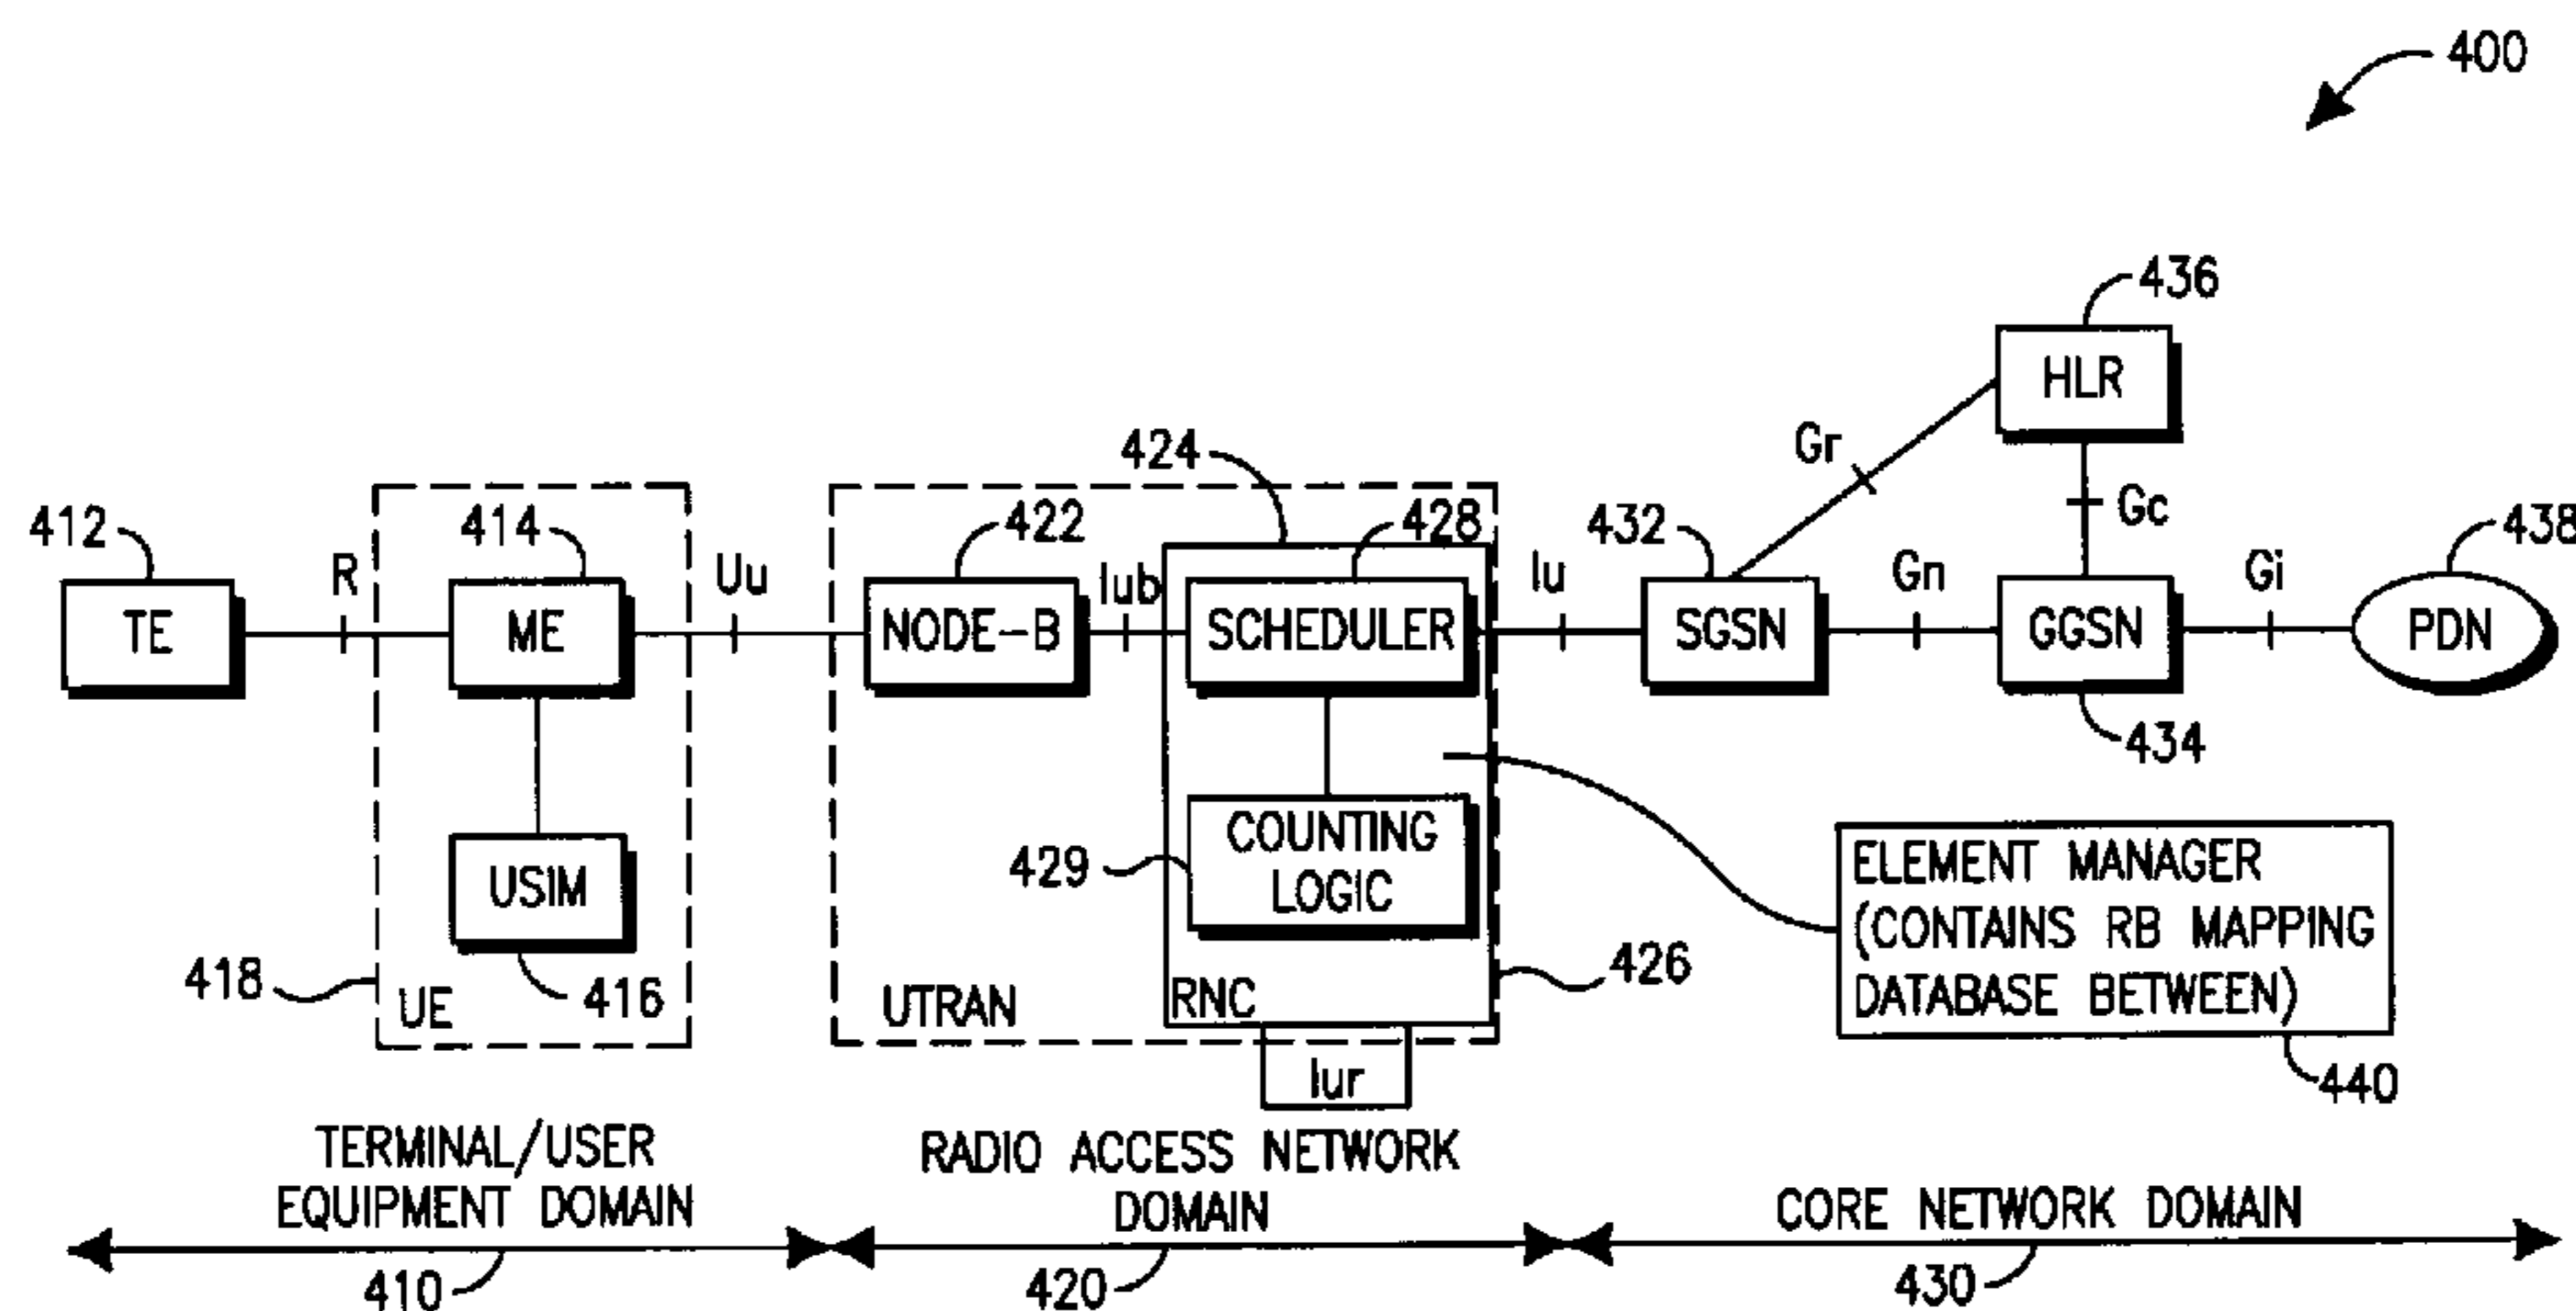 400
436
HLR
Gr
Gc
424
412
414
422
428
432
438
R
Uu
Iub
Iu
Gn
Gi
TE
ME
NODE-B
SCHEDULER
SGSN
GGSN
PDN
434
429
COUNTING
LOGIC
USIM
ELEMENT MANAGER
(CONTAINS RB MAPPING
DATABASE BETWEEN)
418
UE
416
UTRAN
RNC
426
Iur
440
TERMINAL/USER
EQUIPMENT DOMAIN
RADIO ACCESS NETWORK
DOMAIN
CORE NETWORK DOMAIN
410
420
430